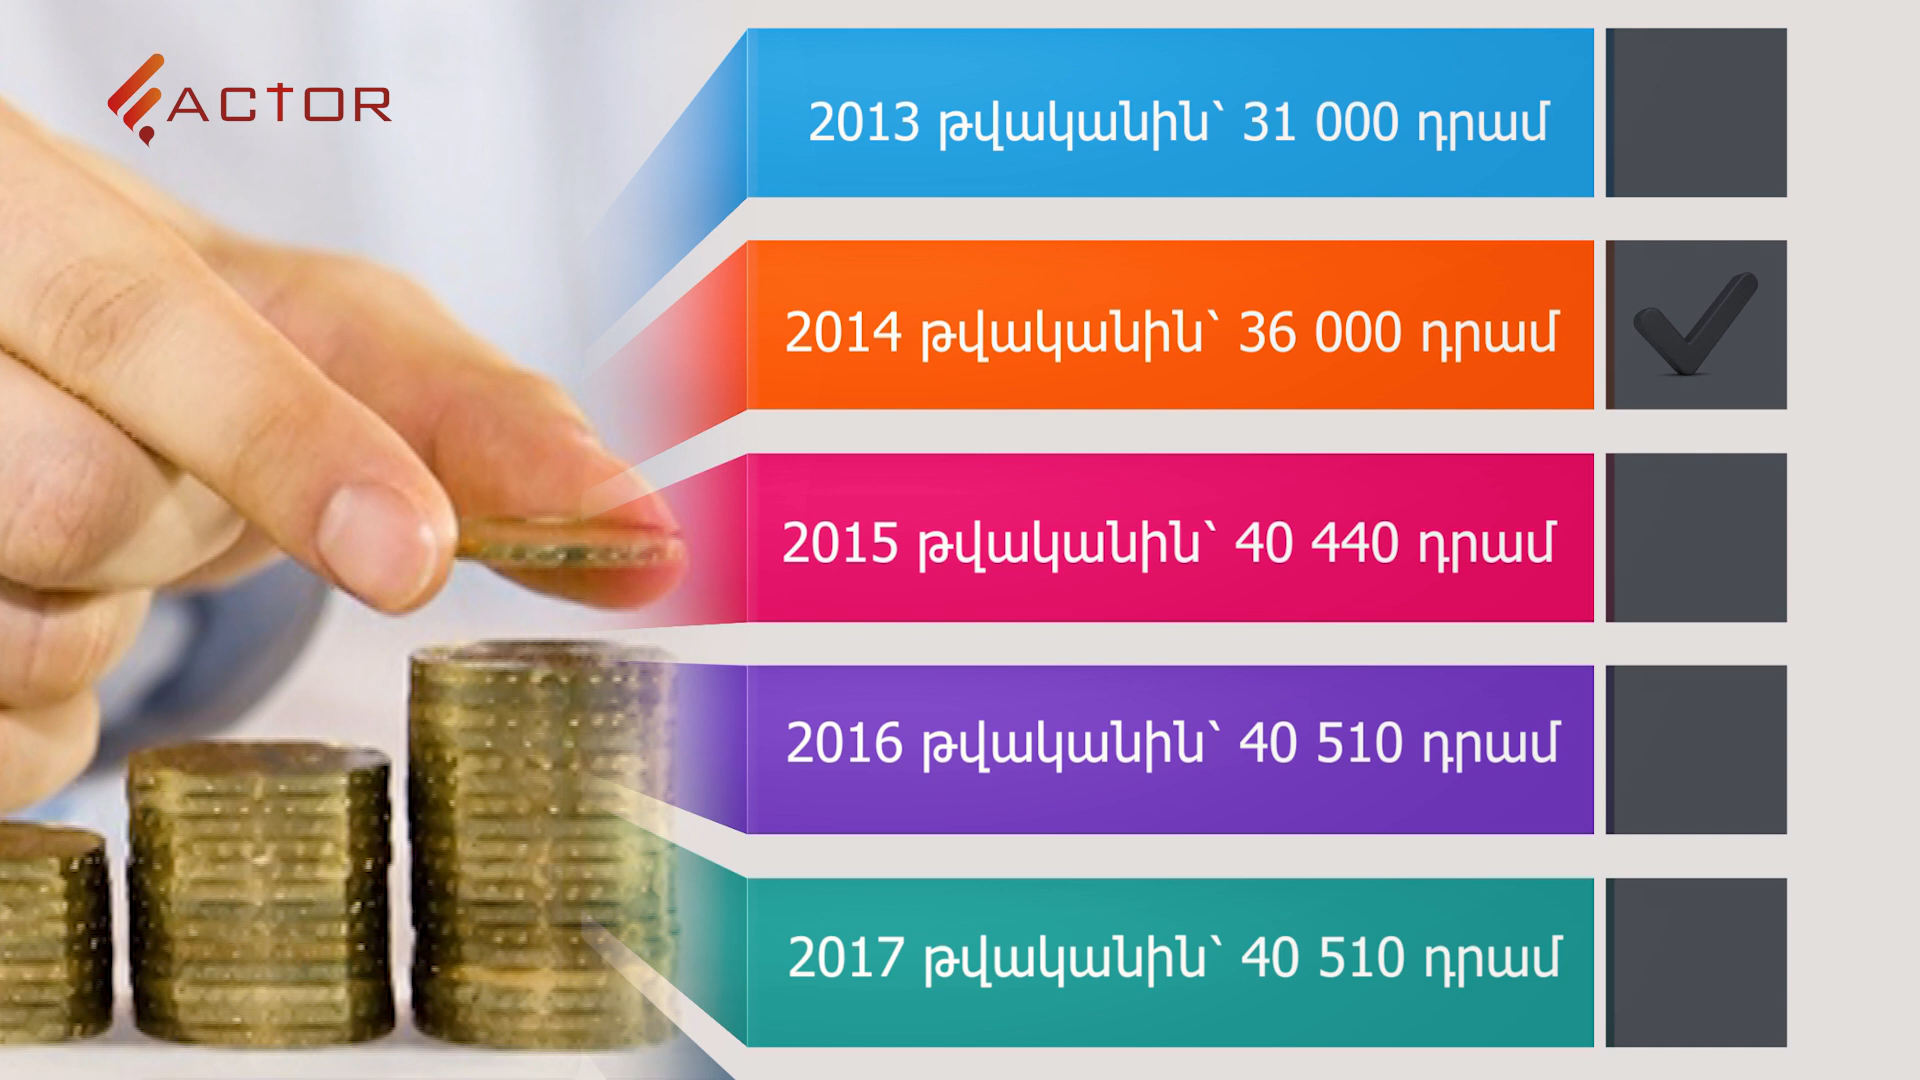 FACTOR
2013 թվականին՝ 31 000 դրամ
2014 թվականին՝ 36 000 դրամ
2015 թվականին՝ 40 440 դրամ
2016 թվականին՝ 40 510 դրամ
2017 թվականին՝ 40 510 դրամ